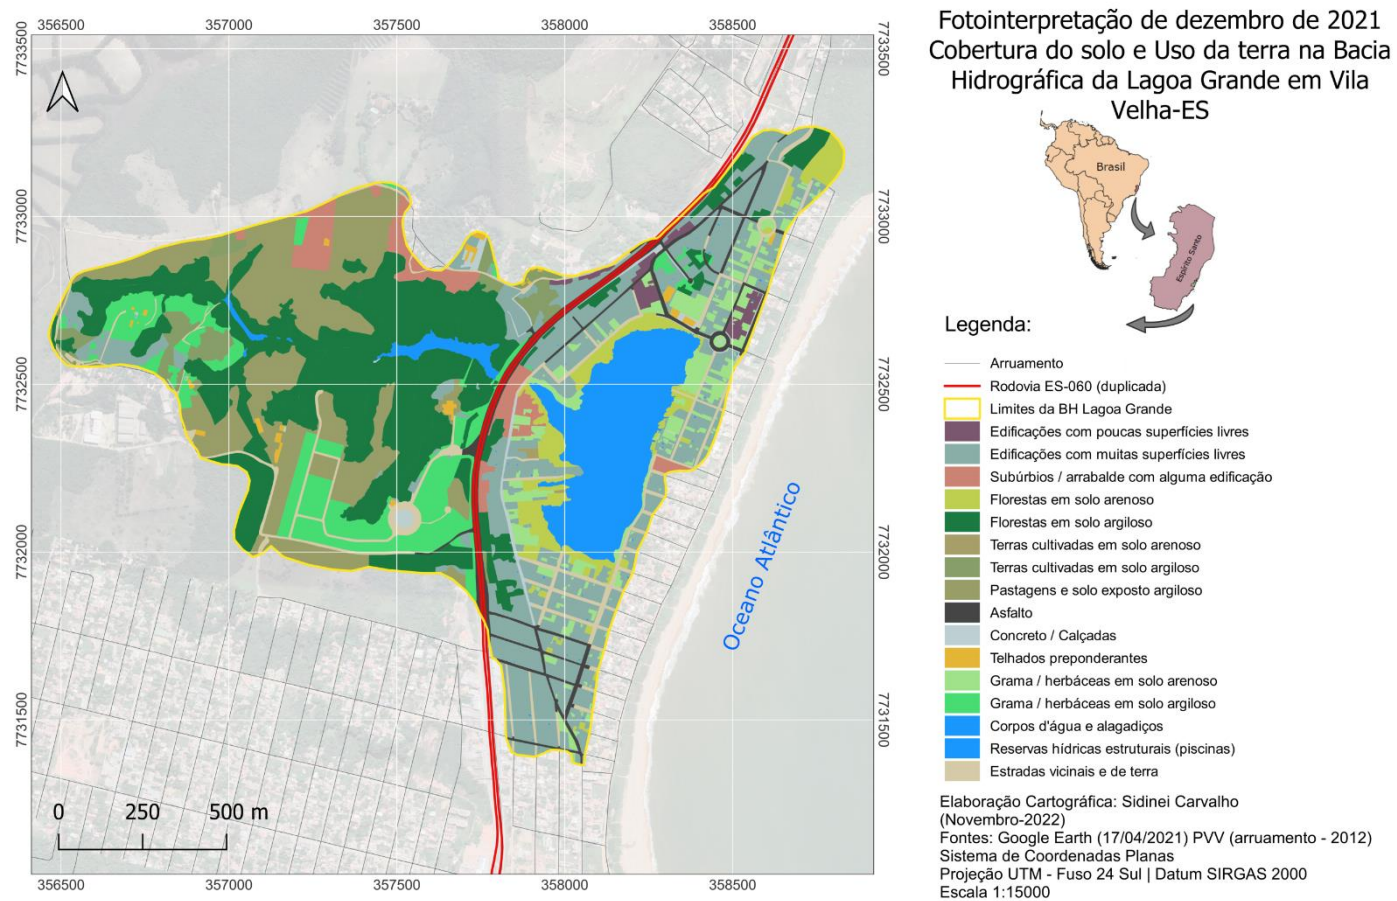 Fotointerpretação de dezembro de 2021
Cobertura do solo e Uso da terra na Bacia
Hidrográfica da Lagoa Grande em Vila
Velha-ES
356500 357000 357500 358000 358500
7733500 7733500
7733000 7733000
7732500 7732500
7732000 7732000
7731500 7731500
Oceano Atlântico
0 250 500 m
356500 357000 357500 358000 358500
Brasil
Espírito Santo
Legenda:
Arruamento
Rodovia ES-060 (duplicada)
Limites da BH Lagoa Grande
Edificações com poucas superfícies livres
Edificações com muitas superfícies livres
Subúrbios / arrabalde com alguma edificação
Florestas em solo arenoso
Florestas em solo argiloso
Terras cultivadas em solo arenoso
Terras cultivadas em solo argiloso
Pastagens e solo exposto argiloso
Asfalto
Concreto / Calçadas
Telhados preponderantes
Grama / herbáceas em solo arenoso
Grama / herbáceas em solo argiloso
Corpos d'água e alagadiços
Reservas hídricas estruturais (piscinas)
Estradas vicinais e de terra
Elaboração Cartográfica: Sidinei Carvalho
(Novembro-2022)
Fontes: Google Earth (17/04/2021) PVV (arruamento - 2012)
Sistema de Coordenadas Planas
Projeção UTM - Fuso 24 Sul | Datum SIRGAS 2000
Escala 1:15000